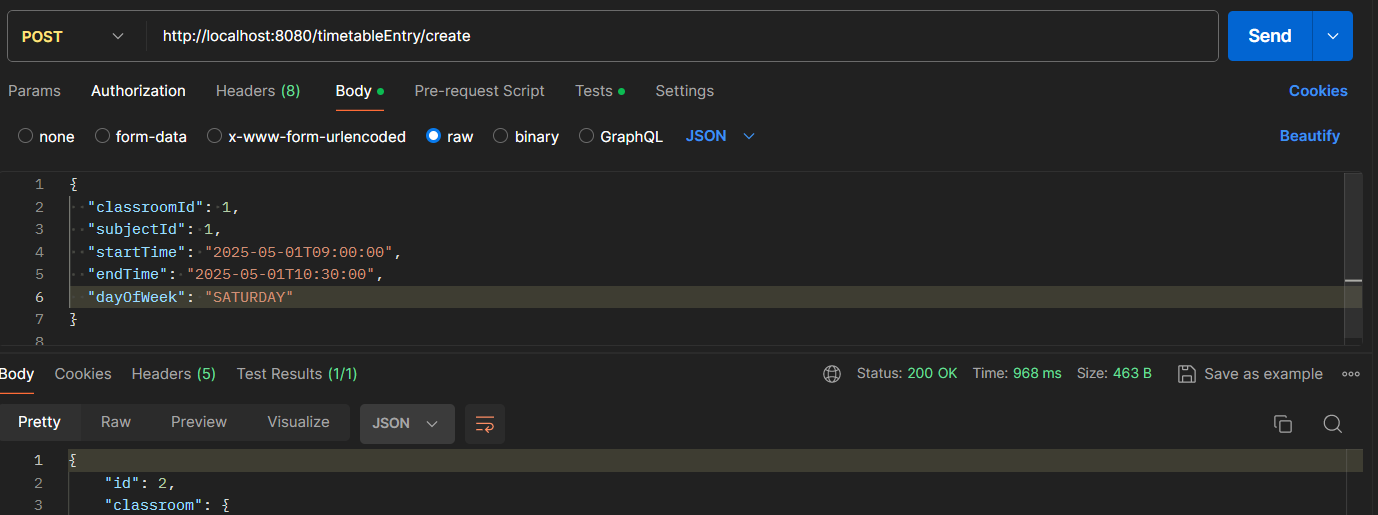 POST http://localhost:8080/timetableEntry/create Send
Params Authorization Headers (8) Body Pre-request Script Tests Settings Cookies
none form-data x-www-form-urlencoded raw binary GraphQL JSON Beautify
1 {
2 "classroomId": 1,
3 "subjectId": 1,
4 "startTime": "2025-05-01T09:00:00",
5 "endTime": "2025-05-01T10:30:00",
6 "dayOfWeek": "SATURDAY"
7 }
8
Body Cookies Headers (5) Test Results (1/1) Status: 200 OK Time: 968 ms Size: 463 B Save as example
Pretty Raw Preview Visualize JSON
1 {
2 "id": 2,
3 "classroom": {